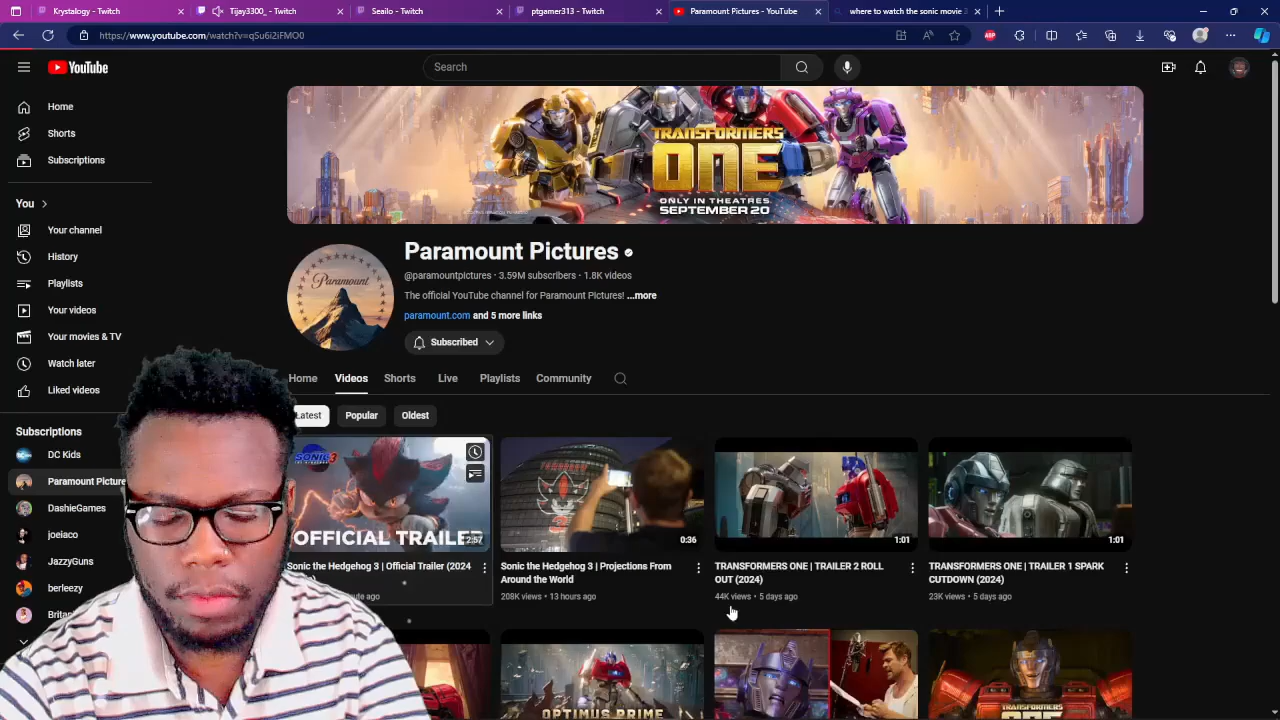 Krystalogy - Twitch
Tijay3300_ - Twitch
Seailo - Twitch
ptgamer313 - Twitch
Paramount Pictures - YouTube
where to watch the sonic movie 3
https://www.youtube.com/watch?v=qSu6i2iFMO0
ABP
YouTube
Search
Home
Shorts
Subscriptions
You
Your channel
History
Playlists
Your videos
Your movies & TV
Watch later
Liked videos
Subscriptions
DC Kids
Paramount Picture
DashieGames
joeiaco
JazzyGuns
berleezy
TRANSFORMERS
ONE
ONLY IN THEATRES
SEPTEMBER 20
Paramount
Paramount Pictures
@paramountpictures · 3.59M subscribers · 1.8K videos
The official YouTube channel for Paramount Pictures! ...more
paramount.com and 5 more links
Subscribed
Home
Videos
Shorts
Live
Playlists
Community
Latest
Popular
Oldest
SONIC 3
OFFICIAL TRAILER
2:57
Sonic the Hedgehog 3 | Official Trailer (2024
ute ago
0:36
Sonic the Hedgehog 3 | Projections From
Around the World
208K views · 13 hours ago
1:01
TRANSFORMERS ONE | TRAILER 2 ROLL
OUT (2024)
44K views · 5 days ago
1:01
TRANSFORMERS ONE | TRAILER 1 SPARK
CUTDOWN (2024)
23K views · 5 days ago
OPTIMUS PRIME